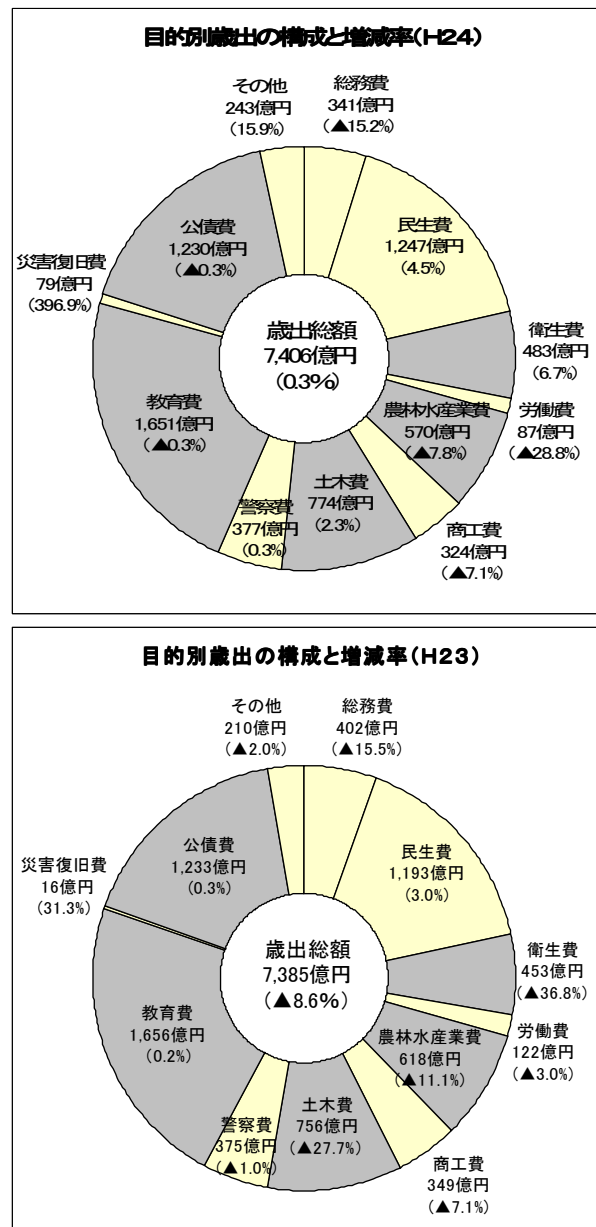 目的別歳出の構成と増減率(H24)
その他
243億円
(15.9%)
総務費
341億円
(▲15.2%)
民生費
1,247億円
(4.5%)
衛生費
483億円
(6.7%)
労働費
87億円
(▲28.8%)
農林水産業費
570億円
(▲7.8%)
商工費
324億円
(▲7.1%)
土木費
774億円
(2.3%)
警察費
377億円
(0.3%)
教育費
1,651億円
(▲0.3%)
災害復旧費
79億円
(396.9%)
公債費
1,230億円
(▲0.3%)
歳出総額
7,406億円
(0.3%)
目的別歳出の構成と増減率(H23)
その他
210億円
(▲2.0%)
総務費
402億円
(▲15.5%)
民生費
1,193億円
(3.0%)
衛生費
453億円
(▲36.8%)
労働費
122億円
(▲3.0%)
農林水産業費
618億円
(▲11.1%)
商工費
349億円
(▲7.1%)
土木費
756億円
(▲27.7%)
警察費
375億円
(▲1.0%)
教育費
1,656億円
(0.2%)
災害復旧費
16億円
(31.3%)
公債費
1,233億円
(0.3%)
歳出総額
7,385億円
(▲8.6%)